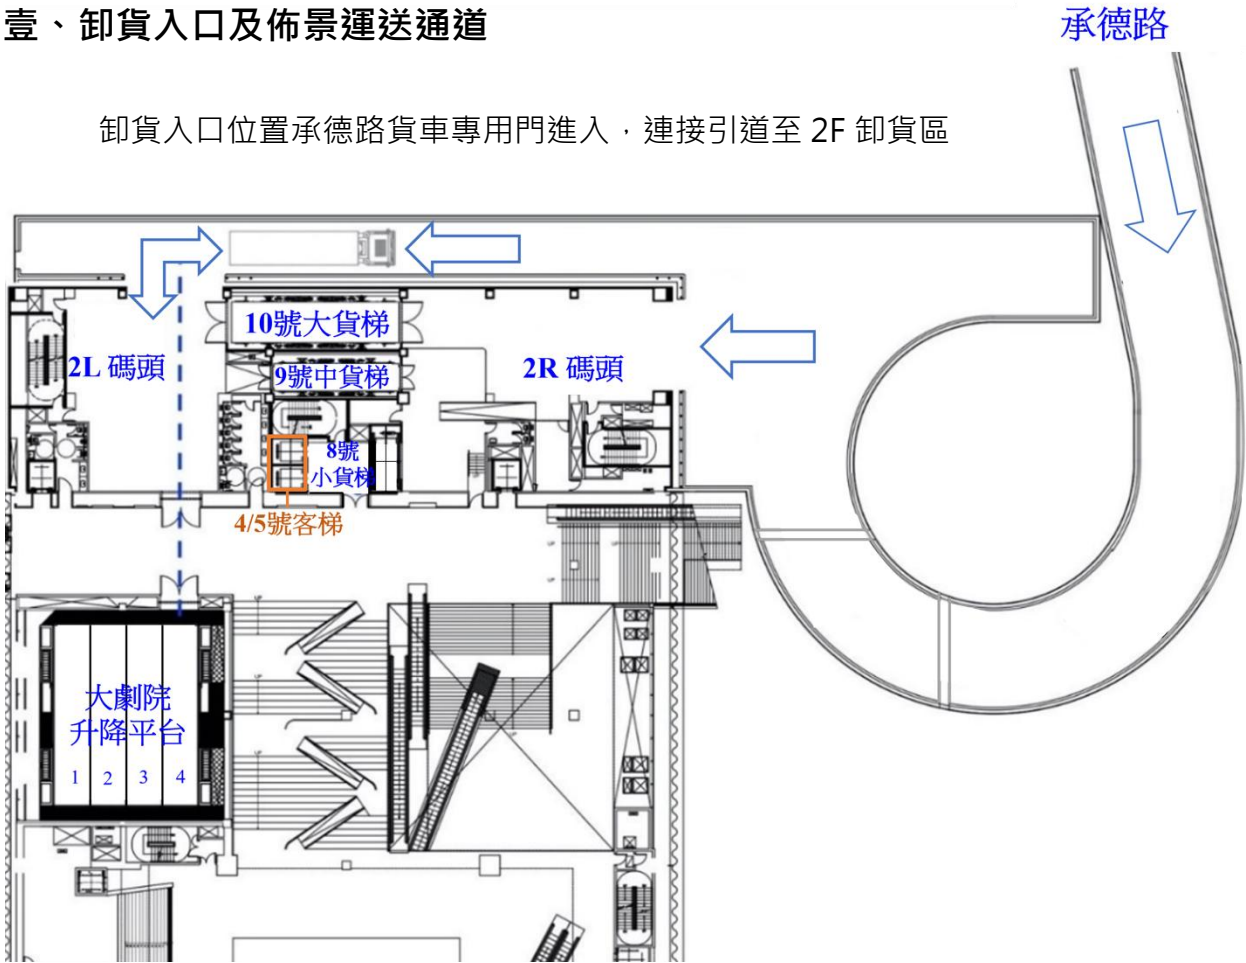 壹、卸貨入口及佈景運送通道
承德路
卸貨入口位置承德路貨車專用門進入，連接引道至 2F 卸貨區
10號大貨梯
2L 碼頭
9號中貨梯
2R 碼頭
8號
小貨梯
4/5號客梯
大劇院
升降平台
1 2 3 4